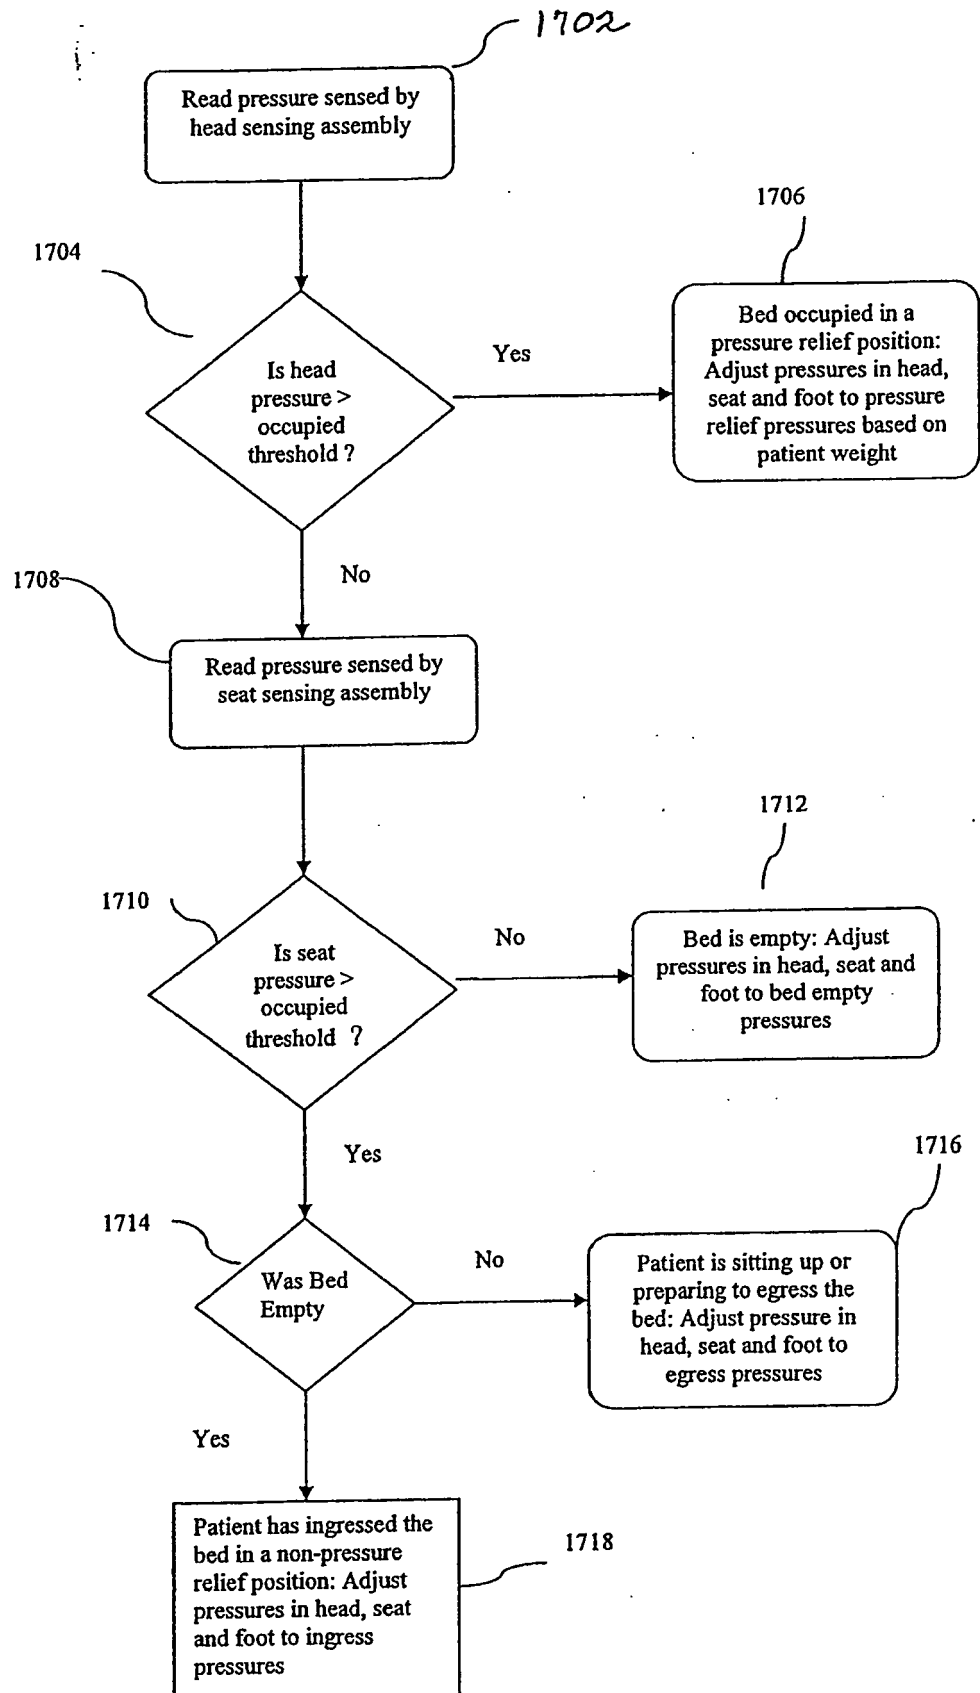 1702
Read pressure sensed by
head sensing assembly
1706
1704
Is head
pressure >
occupied
threshold ?
Yes
Bed occupied in a
pressure relief position:
Adjust pressures in head,
seat and foot to pressure
relief pressures based on
patient weight
No
1708
Read pressure sensed by
seat sensing assembly
1712
1710
Is seat
pressure >
occupied
threshold ?
No
Bed is empty: Adjust
pressures in head, seat and
foot to bed empty
pressures
Yes
1716
1714
Was Bed
Empty
No
Patient is sitting up or
preparing to egress the
bed: Adjust pressure in
head, seat and foot to
egress pressures
Yes
Patient has ingressed the
bed in a non-pressure
relief position: Adjust
pressures in head, seat
and foot to ingress
pressures
1718